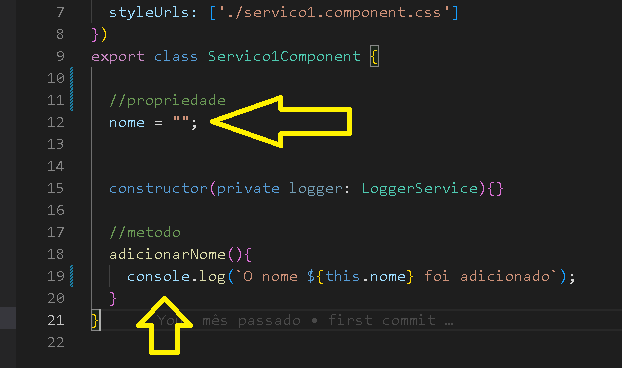 7 styleUrls: ['./servico1.component.css']
8 })
9 export class Servico1Component {
10
11 //propriedade
12 nome = "";
13
14
15 constructor(private logger: LoggerService){}
16
17 //metodo
18 adicionarNome(){
19 console.log(`O nome ${this.nome} foi adicionado`);
20 }
21 } mês passado • first commit …
22